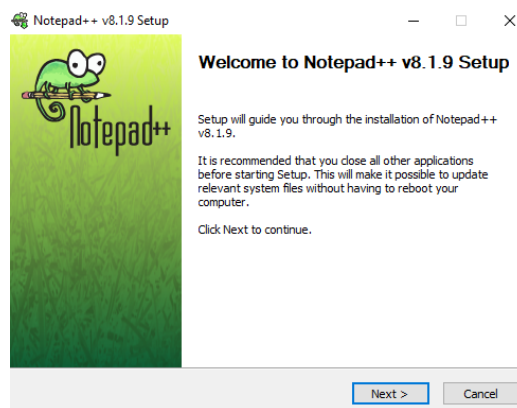 Notepad++ v8.1.9 Setup
Notepad++
Welcome to Notepad++ v8.1.9 Setup
Setup will guide you through the installation of Notepad++
v8.1.9.
It is recommended that you close all other applications
before starting Setup. This will make it possible to update
relevant system files without having to reboot your
computer.
Click Next to continue.
Next >
Cancel